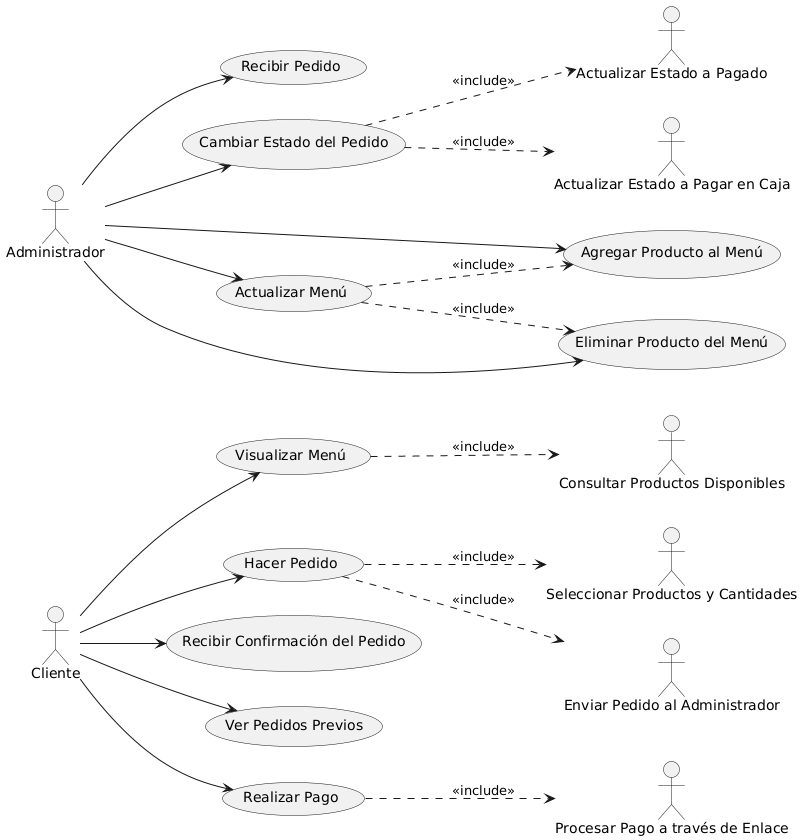 Recibir Pedido
«include»
Actualizar Estado a Pagado
Cambiar Estado del Pedido
«include»
Actualizar Estado a Pagar en Caja
Administrador
Agregar Producto al Menú
«include»
Actualizar Menú
«include»
Eliminar Producto del Menú
Visualizar Menú
«include»
Consultar Productos Disponibles
Hacer Pedido
«include»
Seleccionar Productos y Cantidades
«include»
Recibir Confirmación del Pedido
Cliente
Enviar Pedido al Administrador
Ver Pedidos Previos
Realizar Pago
«include»
Procesar Pago a través de Enlace